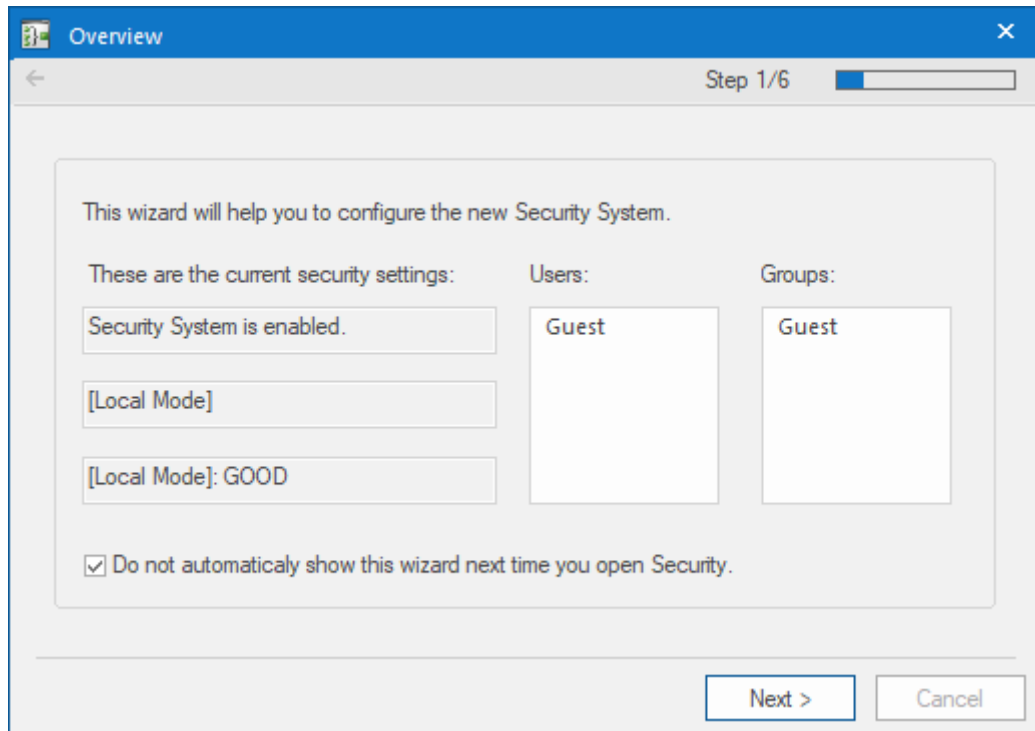 Overview
Step 1/6
This wizard will help you to configure the new Security System.
These are the current security settings:
Users:
Groups:
Security System is enabled.
Guest
Guest
[Local Mode]
[Local Mode]: GOOD
Do not automaticaly show this wizard next time you open Security.
Next >
Cancel